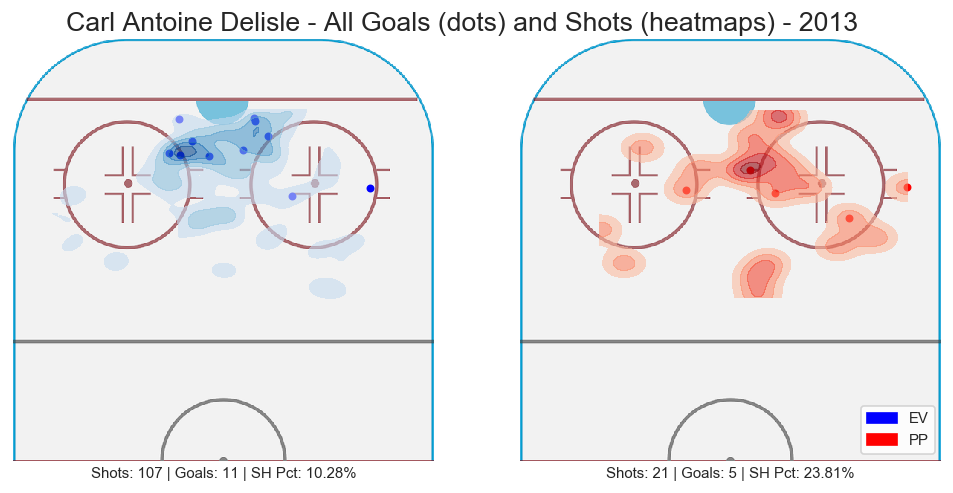 Carl Antoine Delisle - All Goals (dots) and Shots (heatmaps) - 2013
EV
PP
Shots: 107 | Goals: 11 | SH Pct: 10.28%
Shots: 21 | Goals: 5 | SH Pct: 23.81%